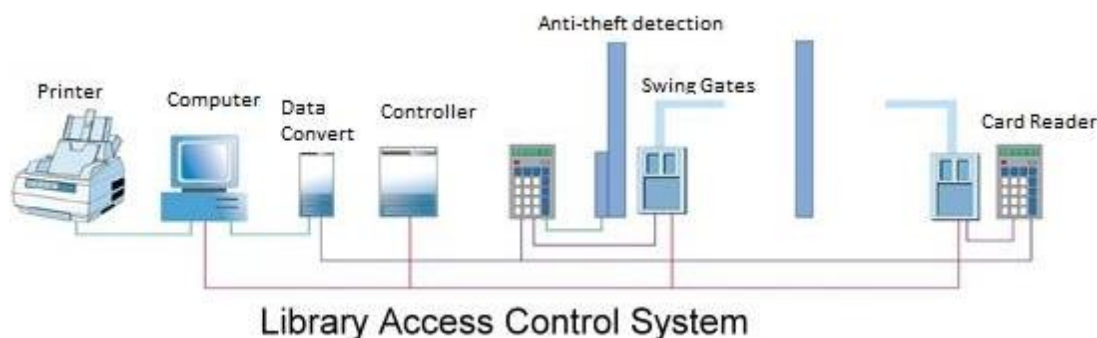 Anti-theft detection
Printer
Computer
Data
Convert
Controller
Swing Gates
Card Reader
Library Access Control System